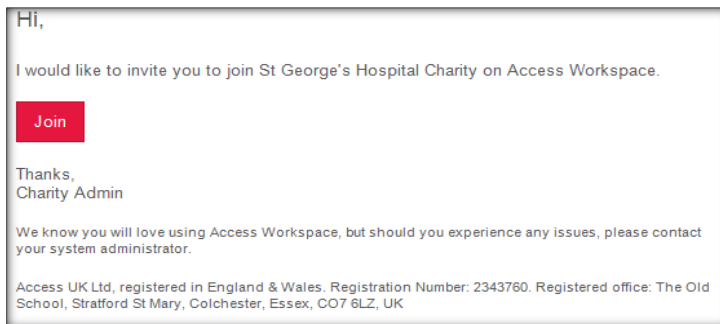 Hi,
I would like to invite you to join St George's Hospital Charity on Access Workspace.
Join
Thanks,
Charity Admin
We know you will love using Access Workspace, but should you experience any issues, please contact
your system administrator.
Access UK Ltd, registered in England & Wales. Registration Number: 2343760. Registered office: The Old
School, Stratford St Mary, Colchester, Essex, CO7 6LZ, UK